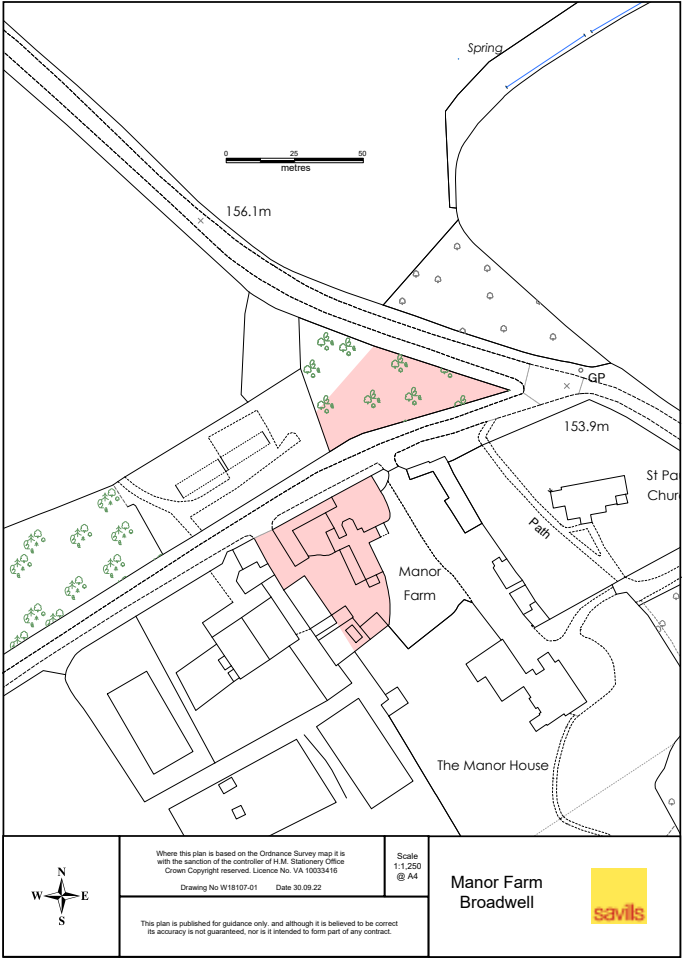 Spring
0 25 50
metres
156.1m
GP
153.9m
St Pa
Chur
Path
Manor
Farm
The Manor House
N
W E
S
Where this plan is based on the Ordnance Survey map it is
with the sanction of the controller of H.M. Stationery Office
Crown Copyright reserved. Licence No. VA 10033416
Drawing No W18107-01 Date 30.09.22
This plan is published for guidance only, and although it is believed to be correct
its accuracy is not guaranteed, nor is it intended to form part of any contract.
Scale
1:1,250
@ A4
Manor Farm
Broadwell
savills